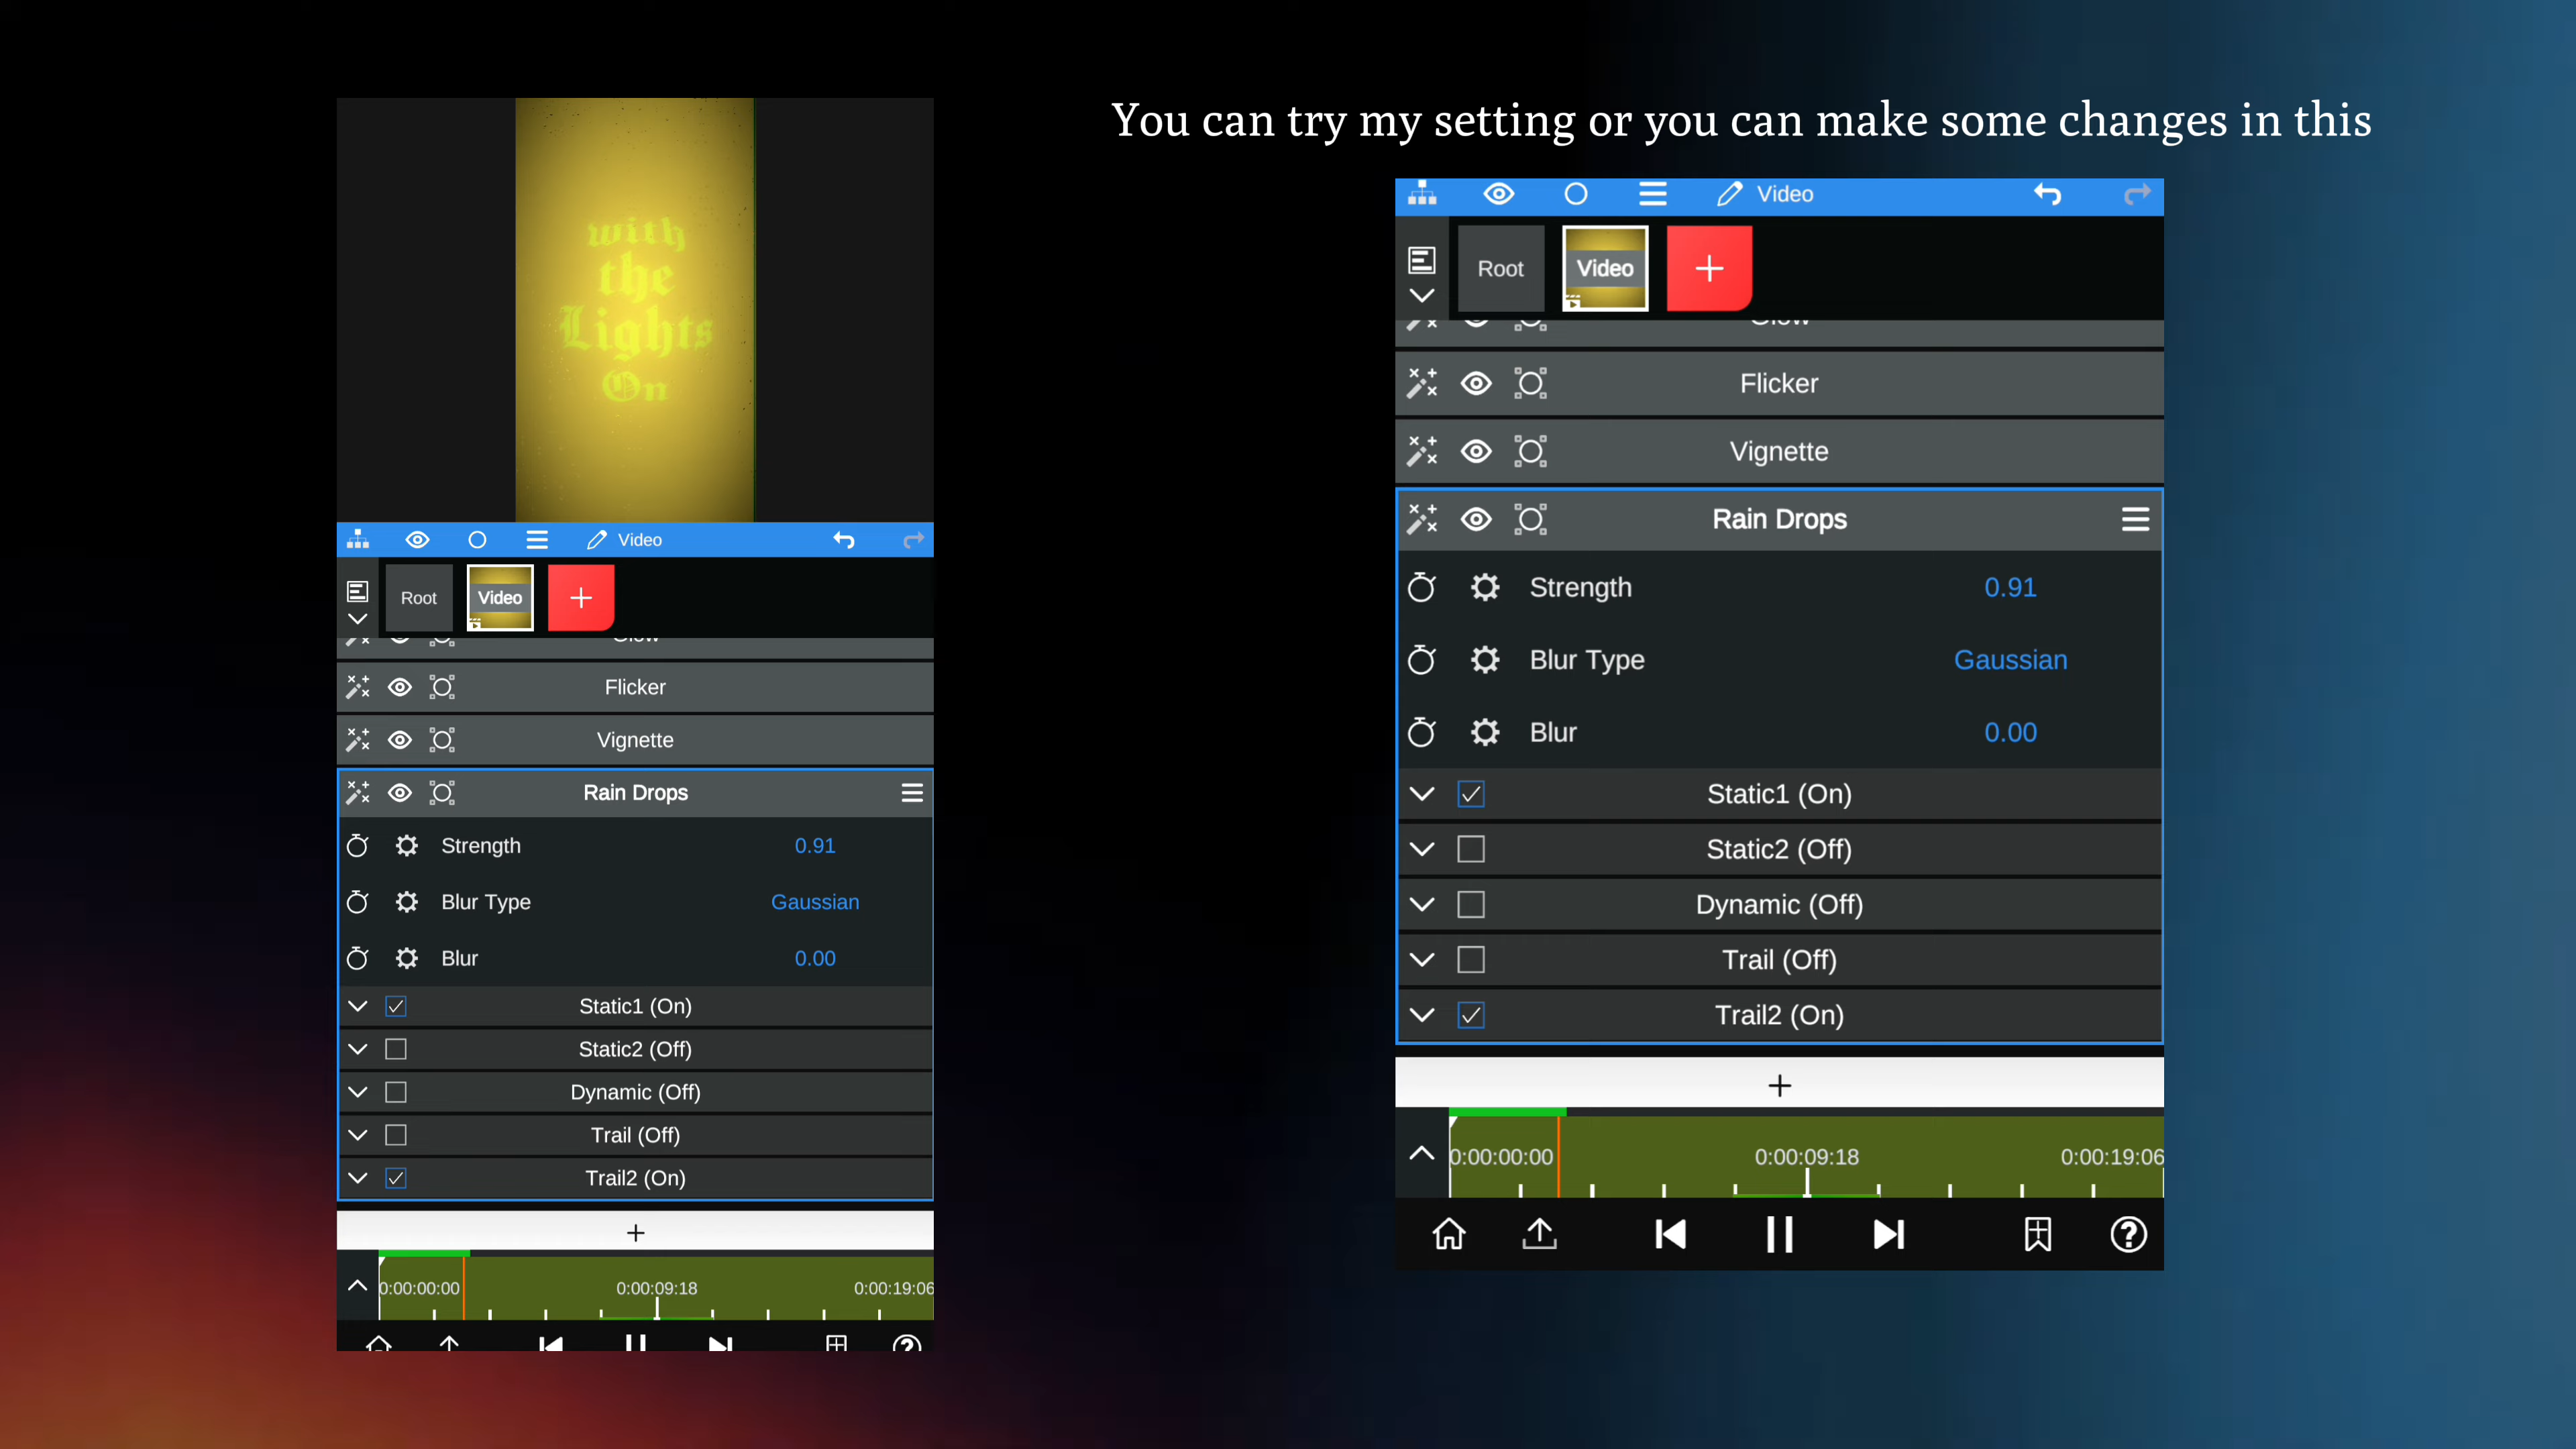 You can try my setting or you can make some changes in this
with
the
Lights
On
Video
Root
Video
Glow
Flicker
Vignette
Rain Drops
Strength 0.91
Blur Type Gaussian
Blur 0.00
Static1 (On)
Static2 (Off)
Dynamic (Off)
Trail (Off)
Trail2 (On)
0:00:00:00 0:00:09:18 0:00:19:06
Video
Root
Video
Glow
Flicker
Vignette
Rain Drops
Strength 0.91
Blur Type Gaussian
Blur 0.00
Static1 (On)
Static2 (Off)
Dynamic (Off)
Trail (Off)
Trail2 (On)
0:00:00:00 0:00:09:18 0:00:19:06